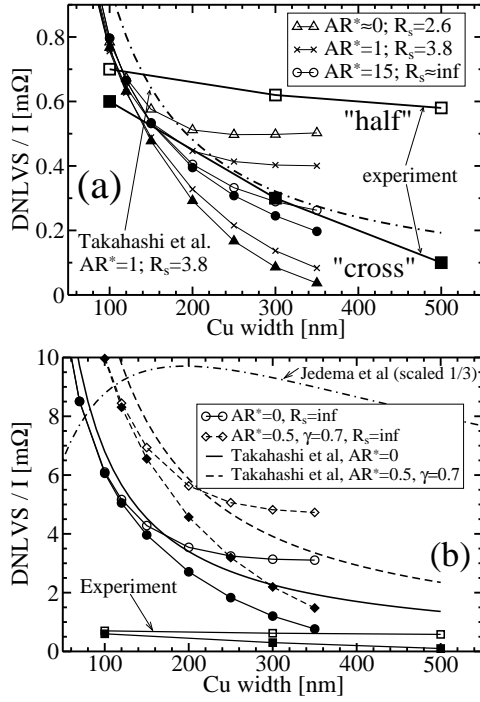 0.8
0.6
0.4
0.2
0
DNLVS / I [mΩ]
AR*≈0; R_s=2.6
AR*=1; R_s=3.8
AR*=15; R_s≈inf
"half"
experiment
(a)
Takahashi et al.
AR*=1; R_s=3.8
"cross"
100 200 300 400 500
Cu width [nm]
10
8
6
4
2
0
DNLVS / I [mΩ]
Jedema et al (scaled 1/3)
AR*=0, R_s=inf
AR*=0.5, γ=0.7, R_s=inf
Takahashi et al, AR*=0
Takahashi et al, AR*=0.5, γ=0.7
(b)
Experiment
100 200 300 400 500
Cu width [nm]